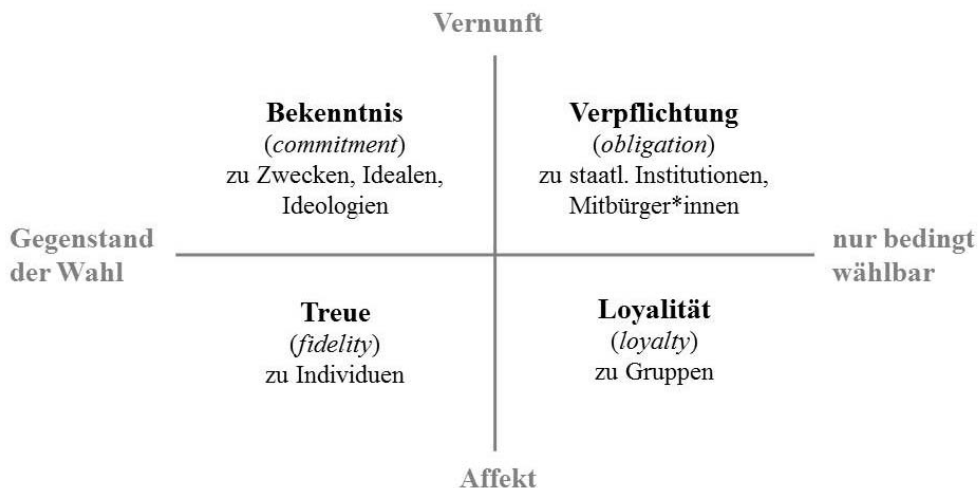 Vernunft
Bekenntnis
(commitment)
zu Zwecken, Idealen,
Ideologien
Verpflichtung
(obligation)
zu staatl. Institutionen,
Mitbürger*innen
Gegenstand
der Wahl
nur bedingt
wählbar
Treue
(fidelity)
zu Individuen
Loyalität
(loyalty)
zu Gruppen
Affekt